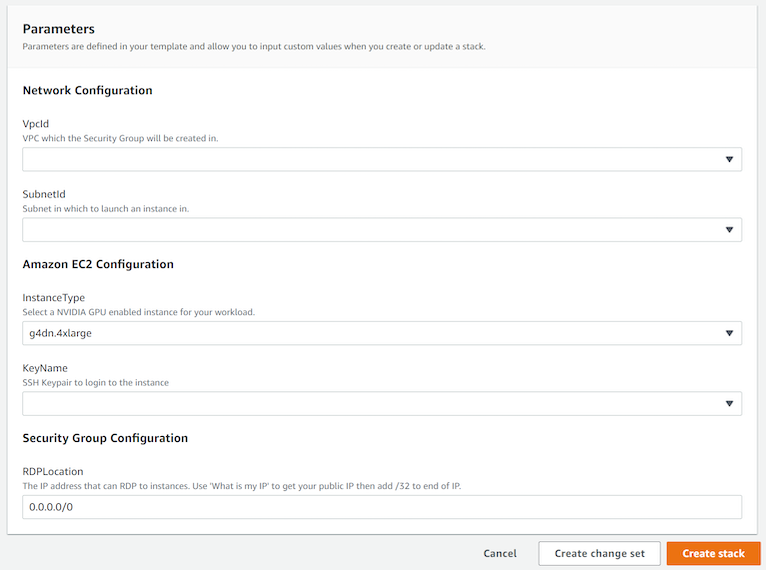 Parameters
Parameters are defined in your template and allow you to input custom values when you create or update a stack.
Network Configuration
VpcId
VPC which the Security Group will be created in.
SubnetId
Subnet in which to launch an instance in.
Amazon EC2 Configuration
InstanceType
Select a NVIDIA GPU enabled instance for your workload.
g4dn.4xlarge
KeyName
SSH Keypair to login to the instance
Security Group Configuration
RDPLocation
The IP address that can RDP to instances. Use 'What is my IP' to get your public IP then add /32 to end of IP.
0.0.0.0/0
Cancel Create change set Create stack